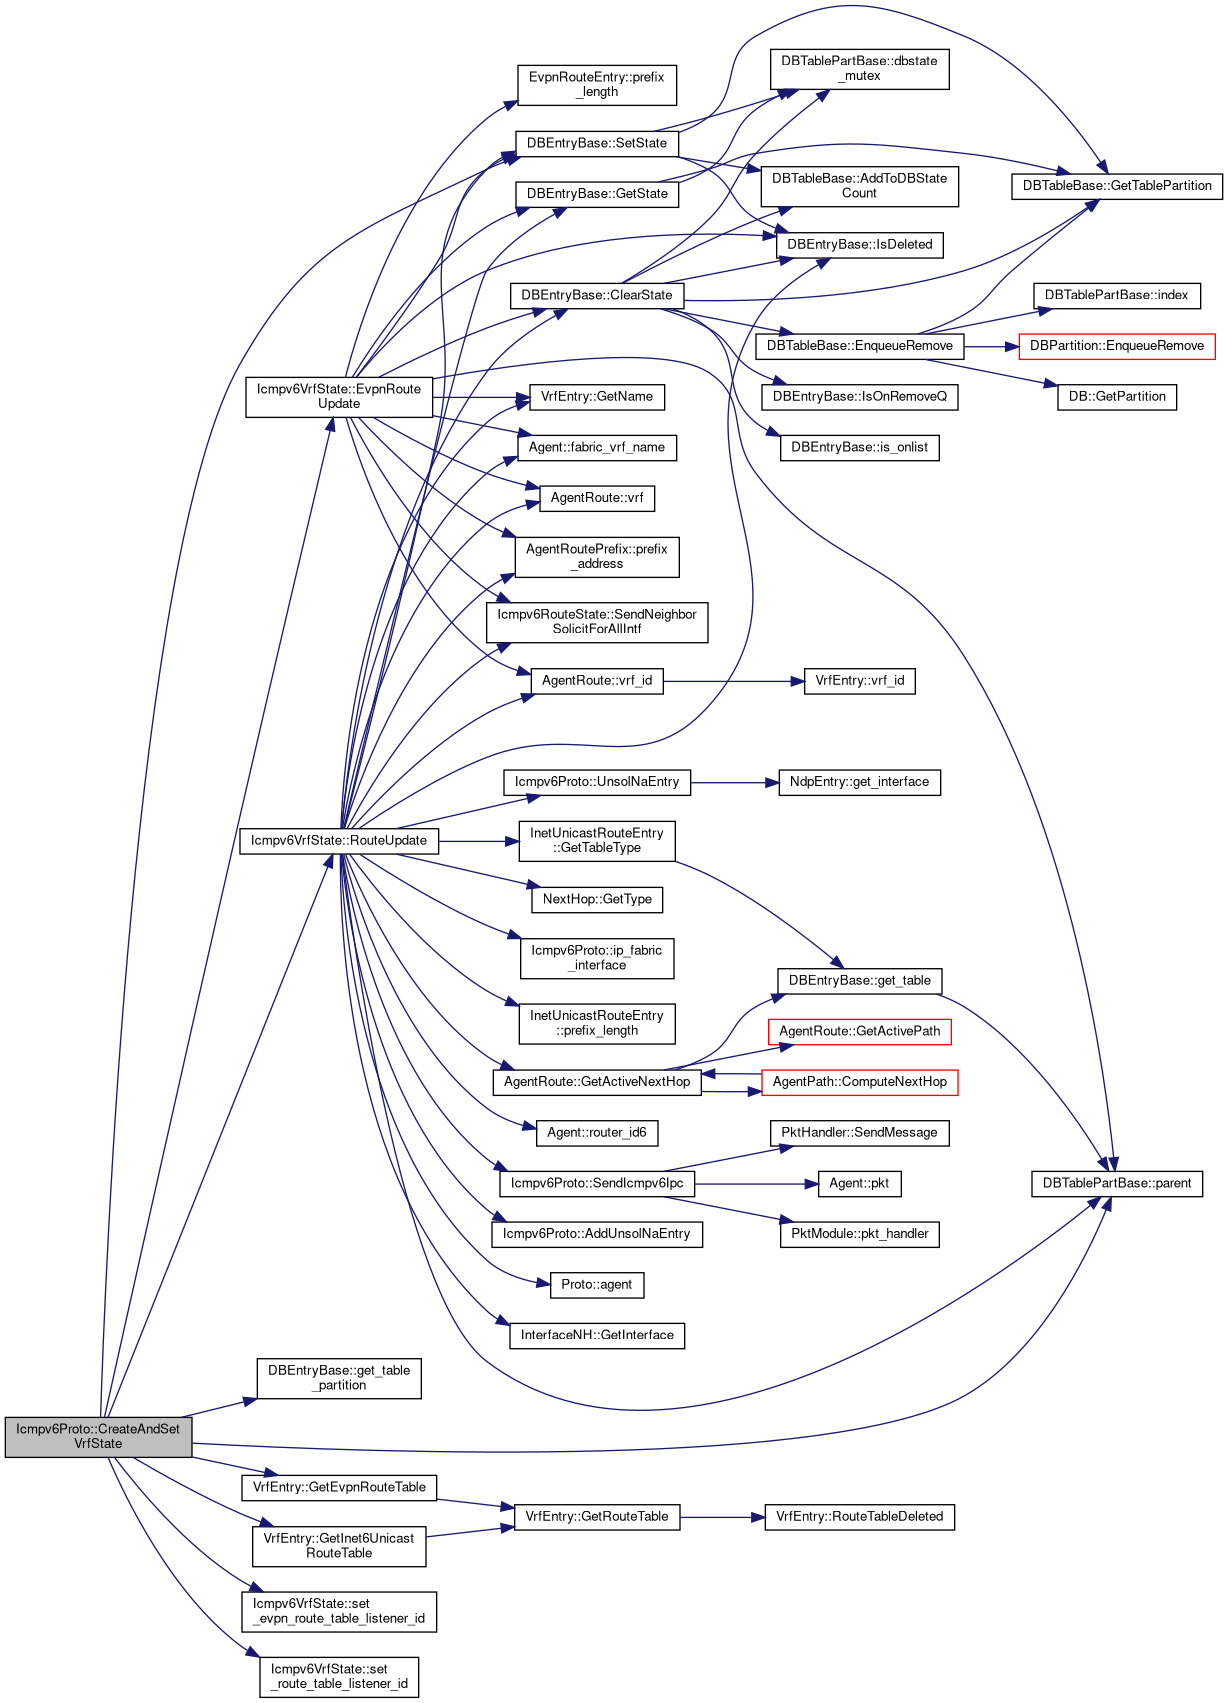 EvpnRouteEntry::prefix
_length
DBTablePartBase::dbstate
_mutex
DBEntryBase::SetState
DBEntryBase::GetState
DBTableBase::AddToDBState
Count
DBTableBase::GetTablePartition
DBEntryBase::IsDeleted
DBEntryBase::ClearState
DBTablePartBase::index
DBTableBase::EnqueueRemove
DBPartition::EnqueueRemove
Icmpv6VrfState::EvpnRoute
Update
VrfEntry::GetName
DBEntryBase::IsOnRemoveQ
DB::GetPartition
Agent::fabric_vrf_name
DBEntryBase::is_onlist
AgentRoute::vrf
AgentRoutePrefix::prefix
_address
Icmpv6RouteState::SendNeighbor
SolicitForAllIntf
AgentRoute::vrf_id
VrfEntry::vrf_id
Icmpv6Proto::UnsolNaEntry
NdpEntry::get_interface
Icmpv6VrfState::RouteUpdate
InetUnicastRouteEntry
::GetTableType
NextHop::GetType
Icmpv6Proto::ip_fabric
_interface
DBEntryBase::get_table
InetUnicastRouteEntry
::prefix_length
AgentRoute::GetActivePath
AgentRoute::GetActiveNextHop
AgentPath::ComputeNextHop
Agent::router_id6
PktHandler::SendMessage
Icmpv6Proto::SendIcmpv6Ipc
Agent::pkt
DBTablePartBase::parent
Icmpv6Proto::AddUnsolNaEntry
PktModule::pkt_handler
Proto::agent
InterfaceNH::GetInterface
DBEntryBase::get_table
_partition
Icmpv6Proto::CreateAndSet
VrfState
VrfEntry::GetEvpnRouteTable
VrfEntry::GetRouteTable
VrfEntry::RouteTableDeleted
VrfEntry::GetInet6Unicast
RouteTable
Icmpv6VrfState::set
_evpn_route_table_listener_id
Icmpv6VrfState::set
_route_table_listener_id